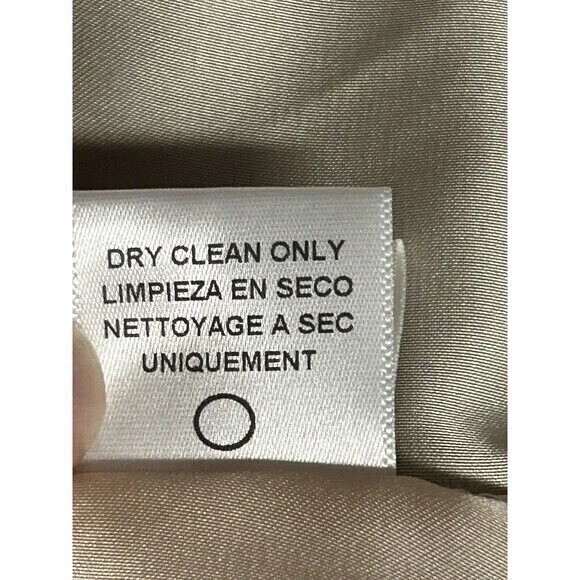 DRY CLEAN ONLY
LIMPIEZA EN SECO
NETTOYAGE A SEC
UNIQUEMENT